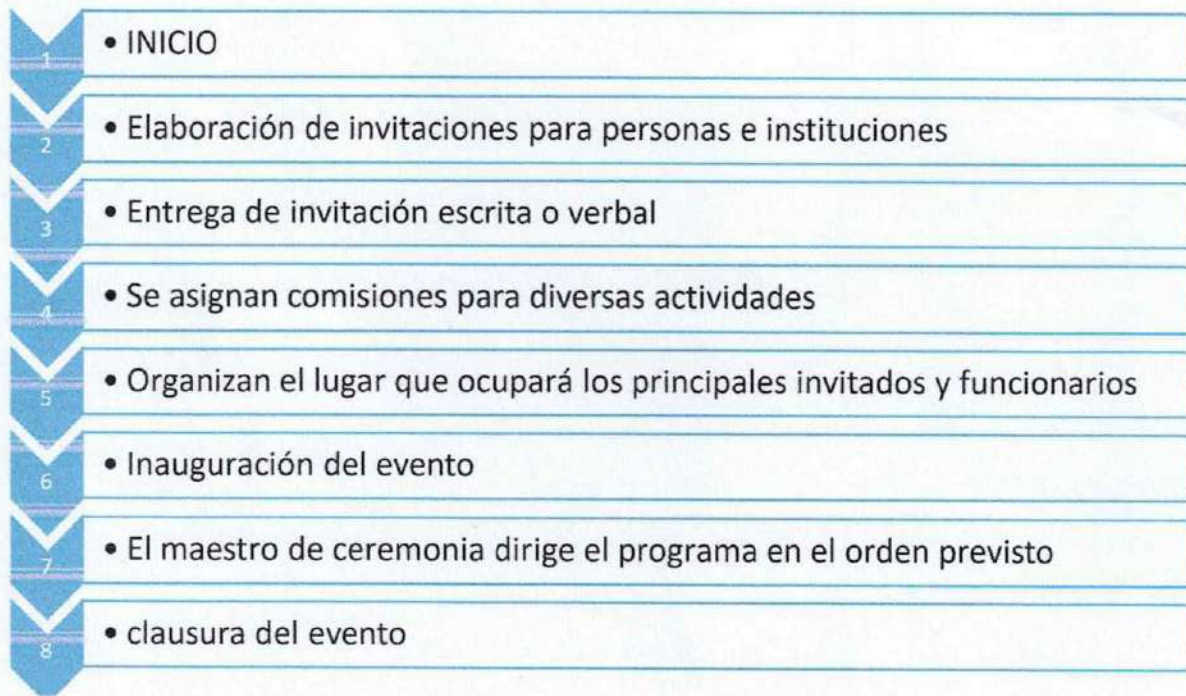 1
• INICIO
2
• Elaboración de invitaciones para personas e instituciones
3
• Entrega de invitación escrita o verbal
4
• Se asignan comisiones para diversas actividades
5
• Organizan el lugar que ocupará los principales invitados y funcionarios
6
• Inauguración del evento
7
• El maestro de ceremonia dirige el programa en el orden previsto
8
• clausura del evento